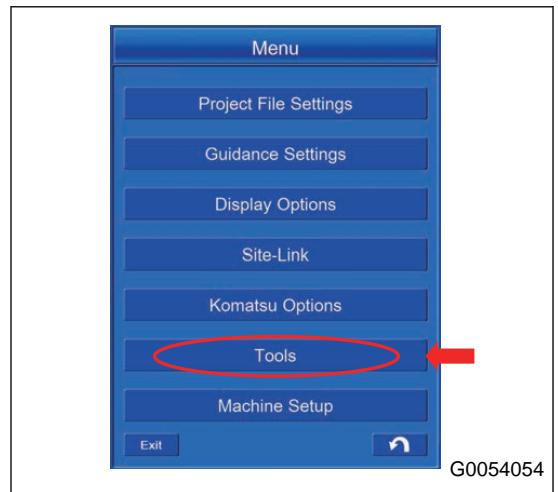 Menu
Project File Settings
Guidance Settings
Display Options
Site-Link
Komatsu Options
Tools
Machine Setup
Exit
G0054054